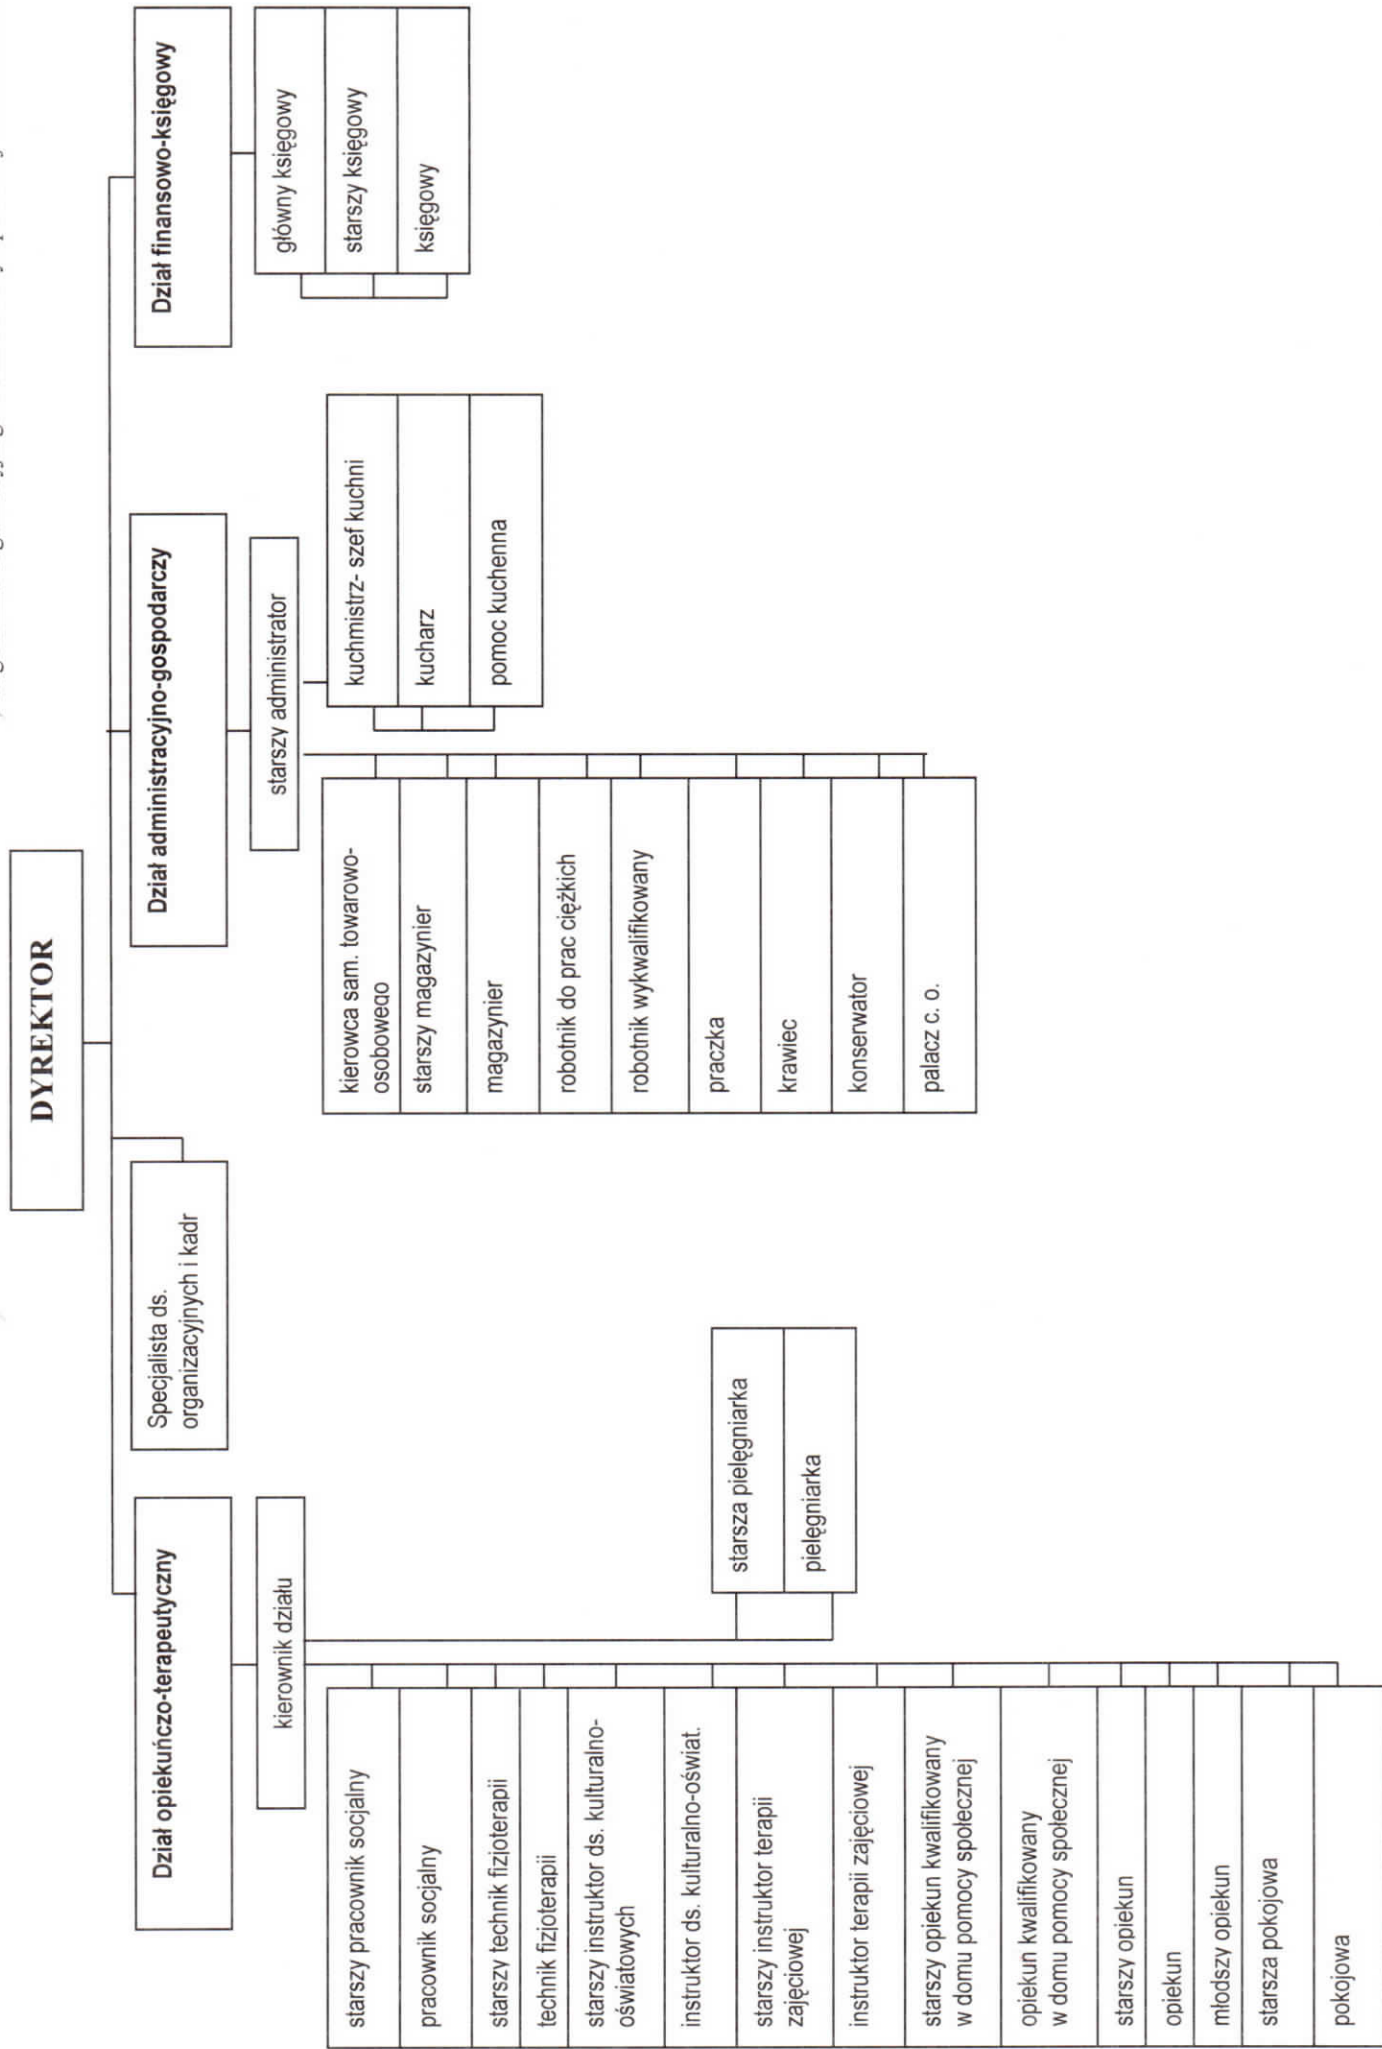 DYREKTOR
Dział opiekuńczo-terapeutyczny
kierownik działu
starszy pracownik socjalny
pracownik socjalny
starszy technik fizjoterapii
technik fizjoterapii
starszy instruktor ds. kulturalno-
oświatowych
instruktor ds. kulturalno-oświat.
starszy instruktor terapii
zajęciowej
instruktor terapii zajęciowej
starszy opiekun kwalifikowany
w domu pomocy społecznej
opiekun kwalifikowany
w domu pomocy społecznej
starszy opiekun
opiekun
młodszy opiekun
starsza pokojowa
pokojowa
starsza pielęgniarka
pielęgniarka
Specjalista ds.
organizacyjnych i kadr
Dział administracyjno-gospodarczy
starszy administrator
kierowca sam. towarowo-
osobowego
starszy magazynier
magazynier
robotnik do prac ciężkich
robotnik wykwalifikowany
praczka
krawiec
konserwator
palacz c. o.
kuchmistrz- szef kuchni
kucharz
pomoc kuchenna
Dział finansowo-księgowy
główny księgowy
starszy księgowy
księgowy